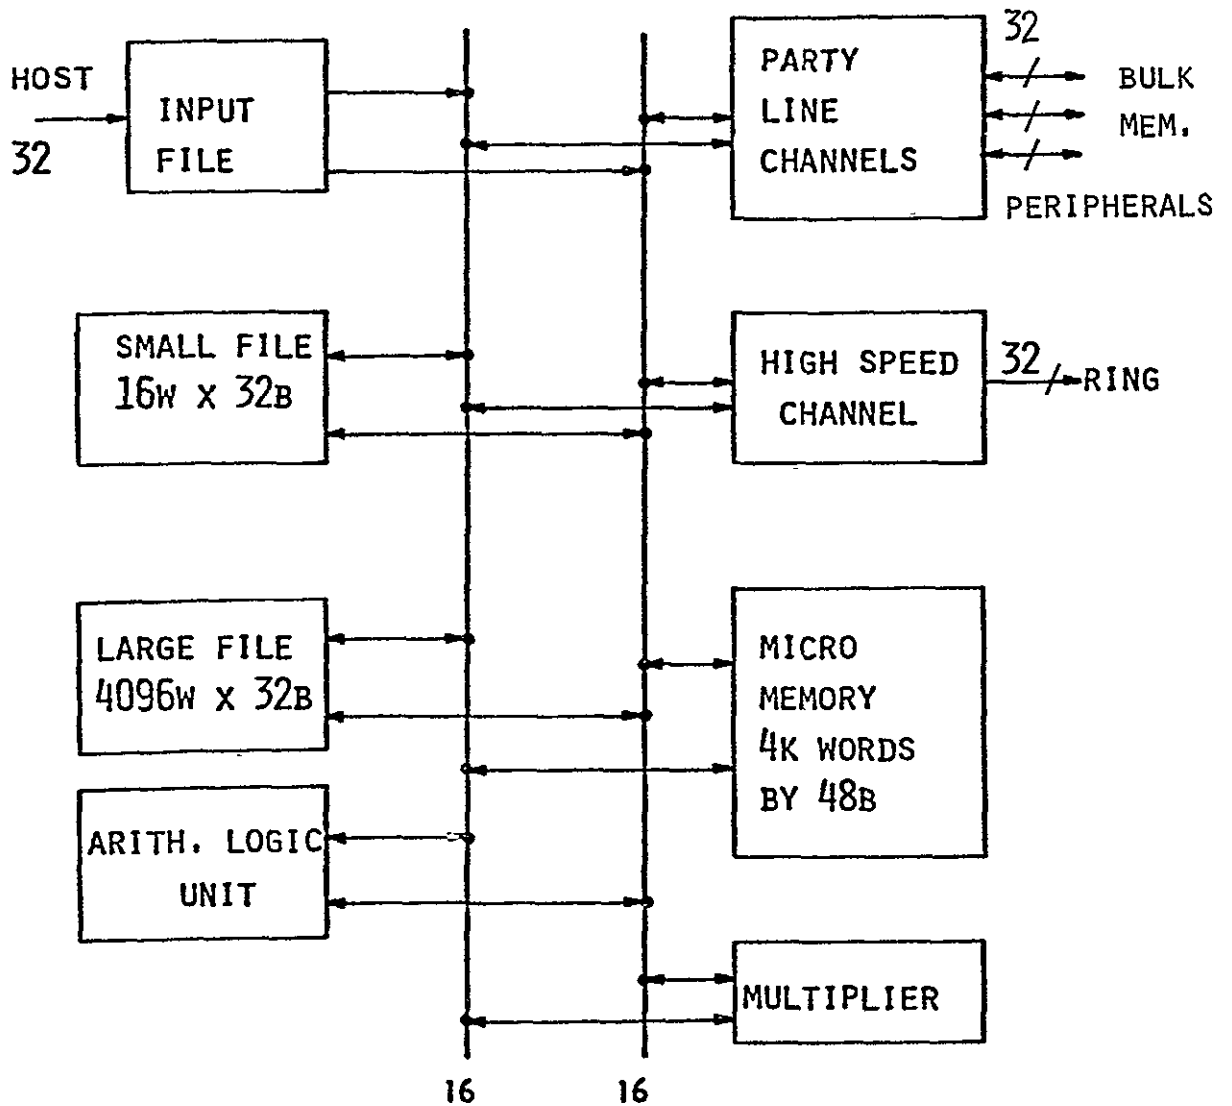 HOST
32
INPUT
FILE
PARTY
LINE
CHANNELS
32
BULK
MEM.
PERIPHERALS
SMALL FILE
16W X 32B
HIGH SPEED
CHANNEL
32
RING
LARGE FILE
4096W X 32B
MICRO
MEMORY
4K WORDS
BY 48B
ARITH. LOGIC
UNIT
MULTIPLIER
16
16